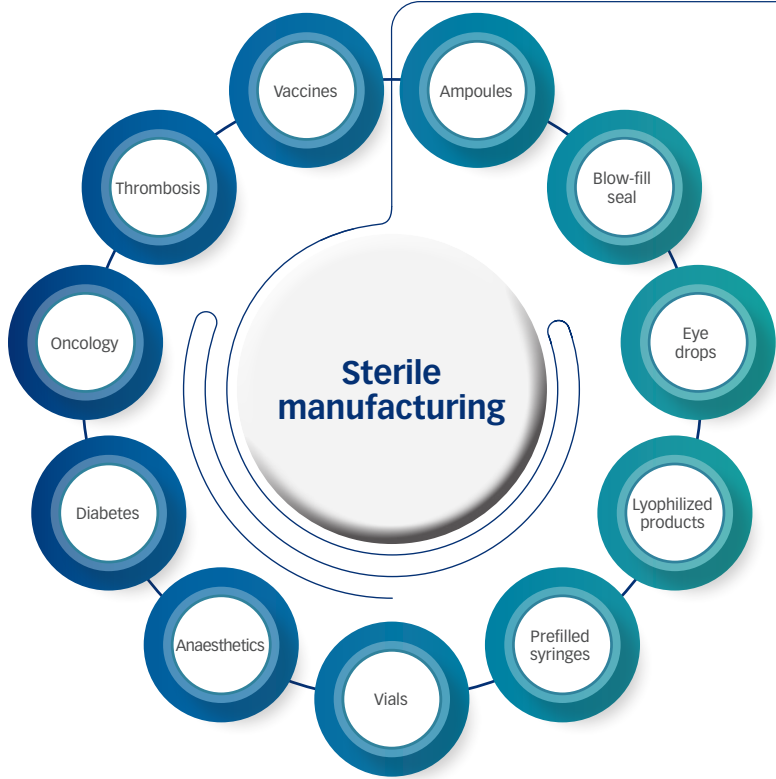 Vaccines
Ampoules
Thrombosis
Blow-fill
seal
Oncology
Eye
drops
Sterile
manufacturing
Diabetes
Lyophilized
products
Anaesthetics
Prefilled
syringes
Vials